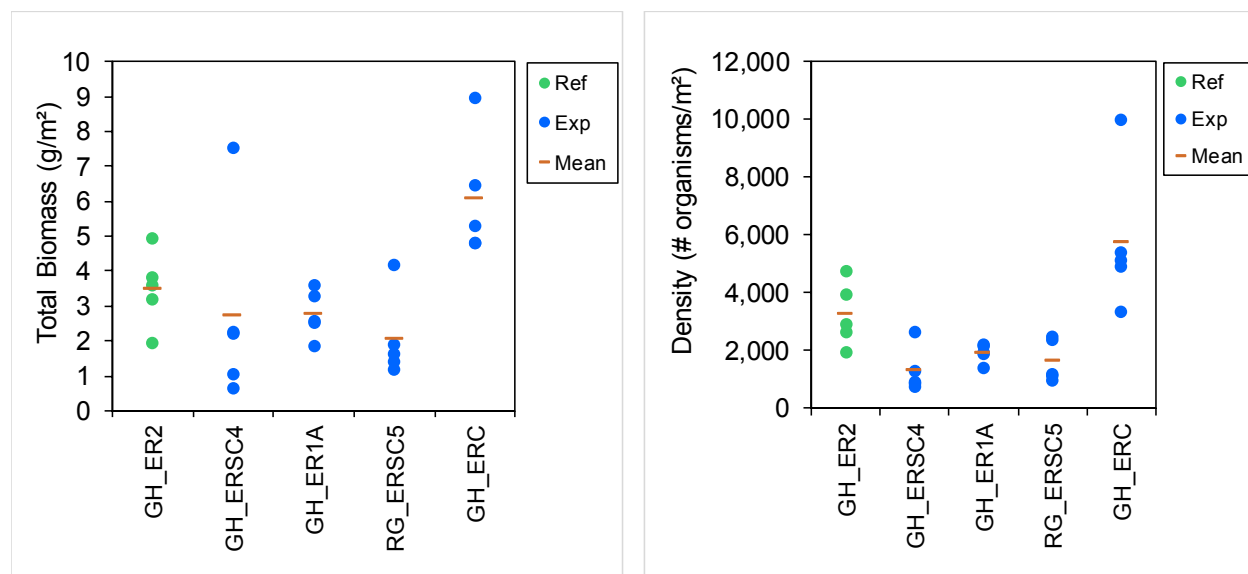 Total Biomass (g/m²)
10
9
8
7
6
5
4
3
2
1
0
GH_ER2
GH_ERSC4
GH_ER1A
RG_ERSC5
GH_ERC
Ref
Exp
Mean
Density (# organisms/m²)
12,000
10,000
8,000
6,000
4,000
2,000
0
GH_ER2
GH_ERSC4
GH_ER1A
RG_ERSC5
GH_ERC
Ref
Exp
Mean